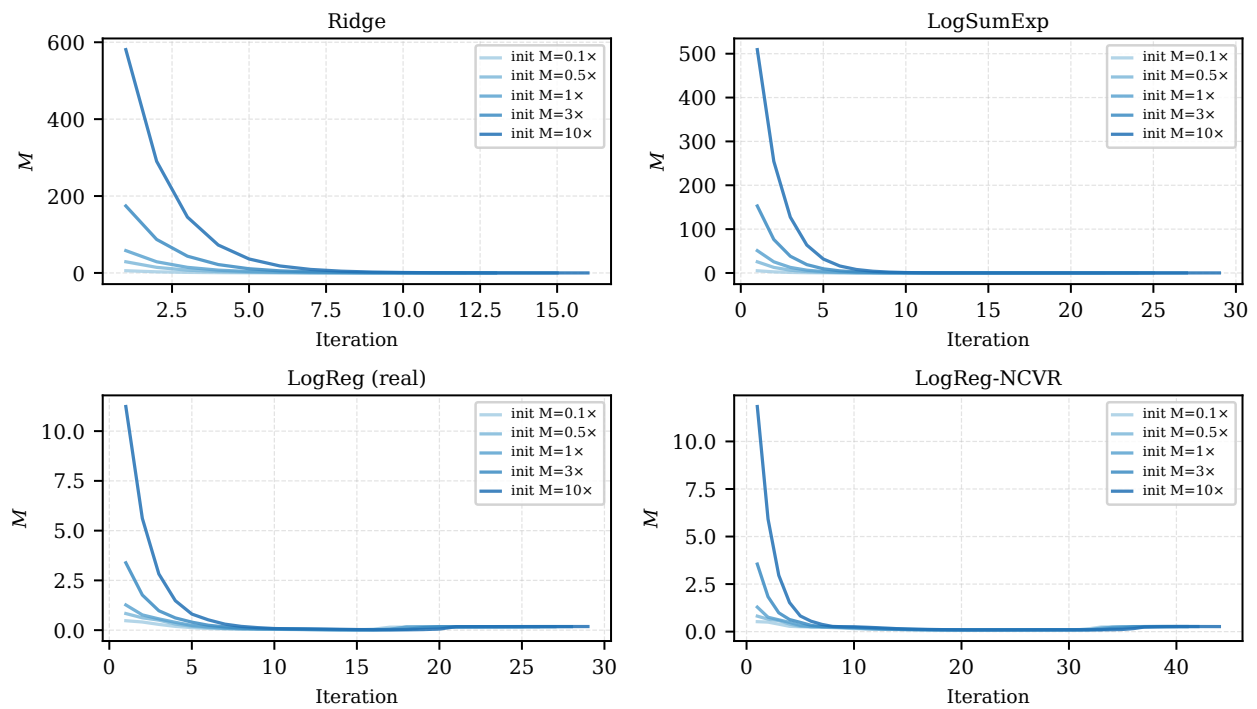 Ridge
600
400
200
0
M
2.5
5.0
7.5
10.0
12.5
15.0
Iteration
init M=0.1×
init M=0.5×
init M=1×
init M=3×
init M=10×
LogSumExp
500
400
300
200
100
0
M
0
5
10
15
20
25
30
Iteration
init M=0.1×
init M=0.5×
init M=1×
init M=3×
init M=10×
LogReg (real)
10.0
7.5
5.0
2.5
0.0
M
0
5
10
15
20
25
30
Iteration
init M=0.1×
init M=0.5×
init M=1×
init M=3×
init M=10×
LogReg-NCVR
10.0
7.5
5.0
2.5
0.0
M
0
10
20
30
40
Iteration
init M=0.1×
init M=0.5×
init M=1×
init M=3×
init M=10×